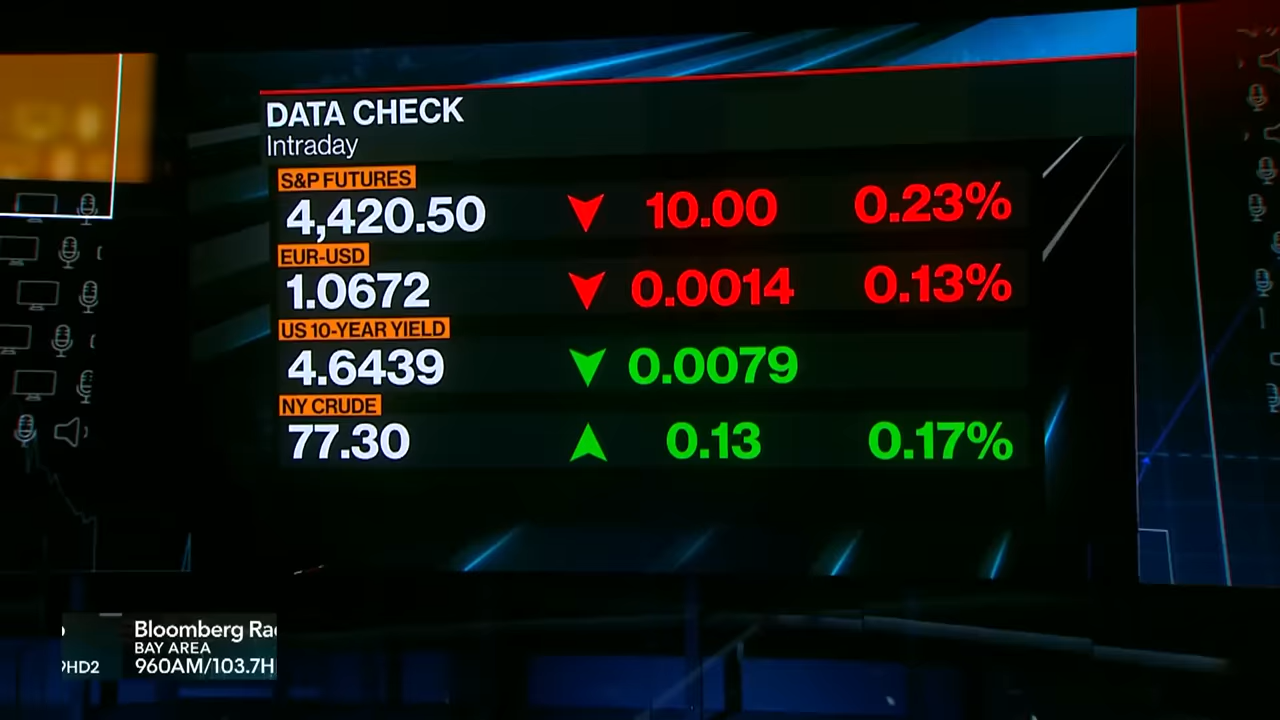 DATA CHECK
Intraday
S&P FUTURES
4,420.50 10.00 0.23%
EUR-USD
1.0672 0.0014 0.13%
US 10-YEAR YIELD
4.6439 0.0079
NY CRUDE
77.30 0.13 0.17%
Bloomberg
BAY AREA
HD2 960AM/103.7H